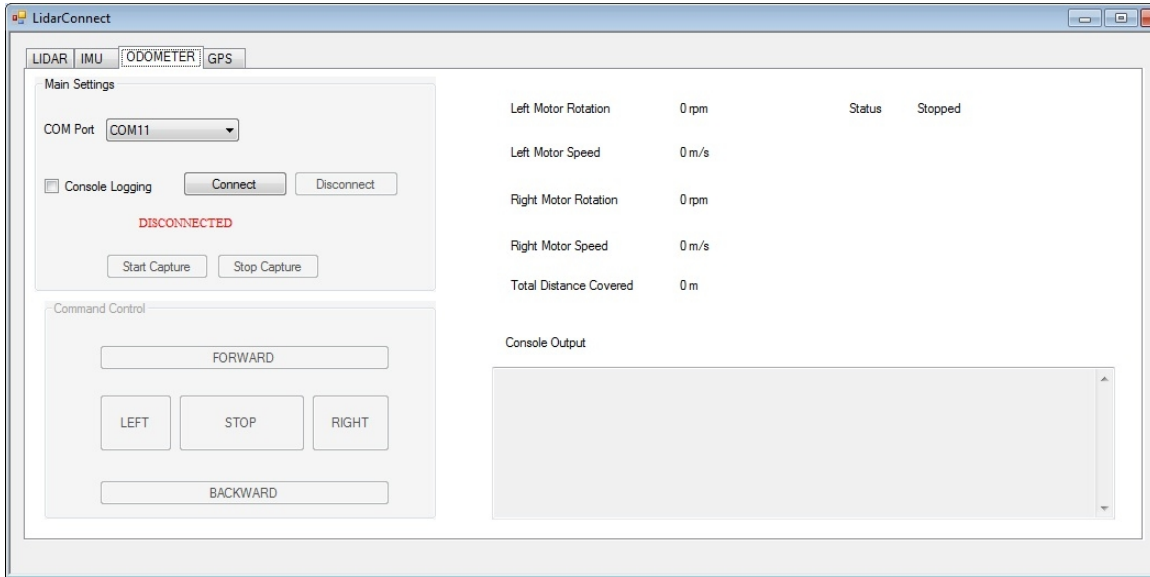 LidarConnect
LIDAR IMU ODOMETER GPS
Main Settings
COM Port COM11
Console Logging Connect Disconnect
DISCONNECTED
Start Capture Stop Capture
Command Control
FORWARD
LEFT STOP RIGHT
BACKWARD
Left Motor Rotation 0 rpm Status Stopped
Left Motor Speed 0 m/s
Right Motor Rotation 0 rpm
Right Motor Speed 0 m/s
Total Distance Covered 0 m
Console Output